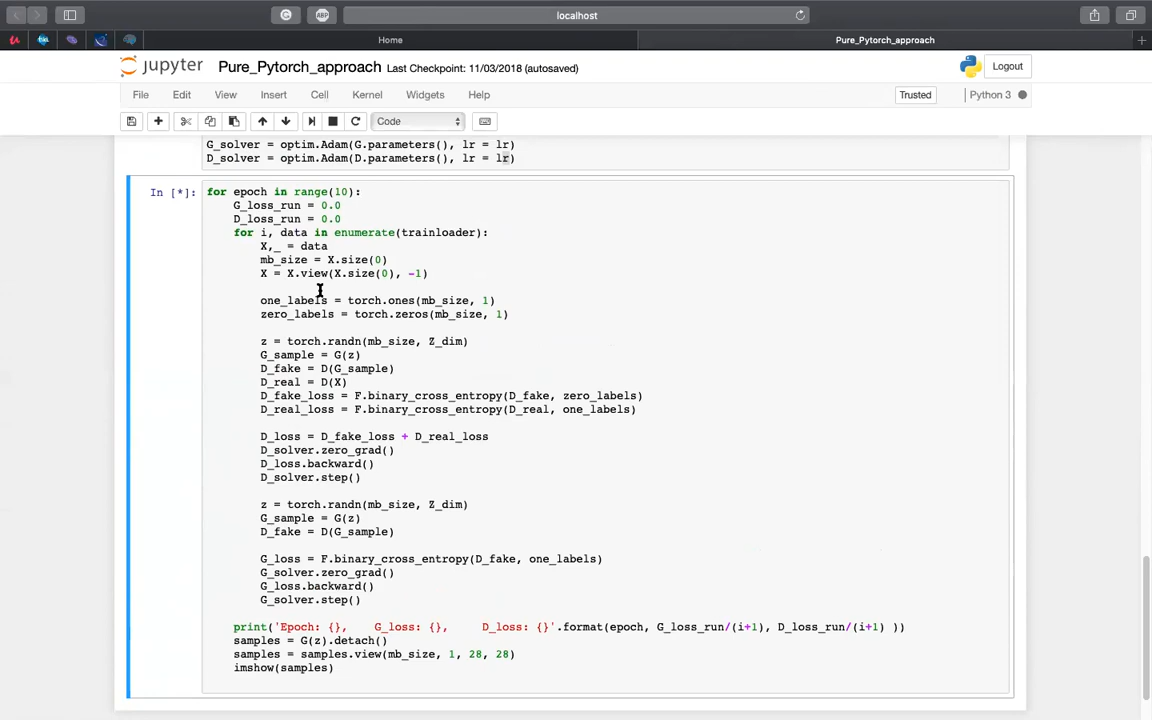 localhost
ABP
Home
Pure_Pytorch_approach
jupyter Pure_Pytorch_approach Last Checkpoint: 11/03/2018 (autosaved)
Logout
File Edit View Insert Cell Kernel Widgets Help
Trusted
Python 3
Code
G_solver = optim.Adam(G.parameters(), lr = lr)
D_solver = optim.Adam(D.parameters(), lr = lr)
In [*]:
for epoch in range(10):
    G_loss_run = 0.0
    D_loss_run = 0.0
    for i, data in enumerate(trainloader):
        X,_ = data
        mb_size = X.size(0)
        X = X.view(X.size(0), -1)
        one_labels = torch.ones(mb_size, 1)
        zero_labels = torch.zeros(mb_size, 1)
        z = torch.randn(mb_size, Z_dim)
        G_sample = G(z)
        D_fake = D(G_sample)
        D_real = D(X)
        D_fake_loss = F.binary_cross_entropy(D_fake, zero_labels)
        D_real_loss = F.binary_cross_entropy(D_real, one_labels)
        D_loss = D_fake_loss + D_real_loss
        D_solver.zero_grad()
        D_loss.backward()
        D_solver.step()
        z = torch.randn(mb_size, Z_dim)
        G_sample = G(z)
        D_fake = D(G_sample)
        G_loss = F.binary_cross_entropy(D_fake, one_labels)
        G_solver.zero_grad()
        G_loss.backward()
        G_solver.step()
    print('Epoch: {},    G_loss: {},     D_loss: {}'.format(epoch, G_loss_run/(i+1), D_loss_run/(i+1) ))
    samples = G(z).detach()
    samples = samples.view(mb_size, 1, 28, 28)
    imshow(samples)